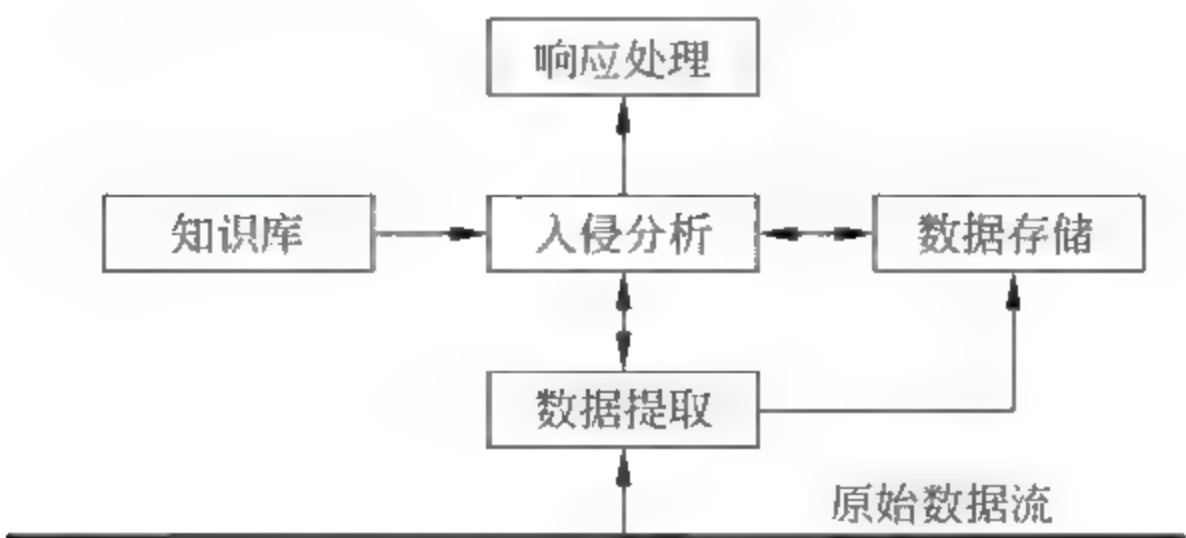 响应处理
知识库
入侵分析
数据存储
数据提取
原始数据流